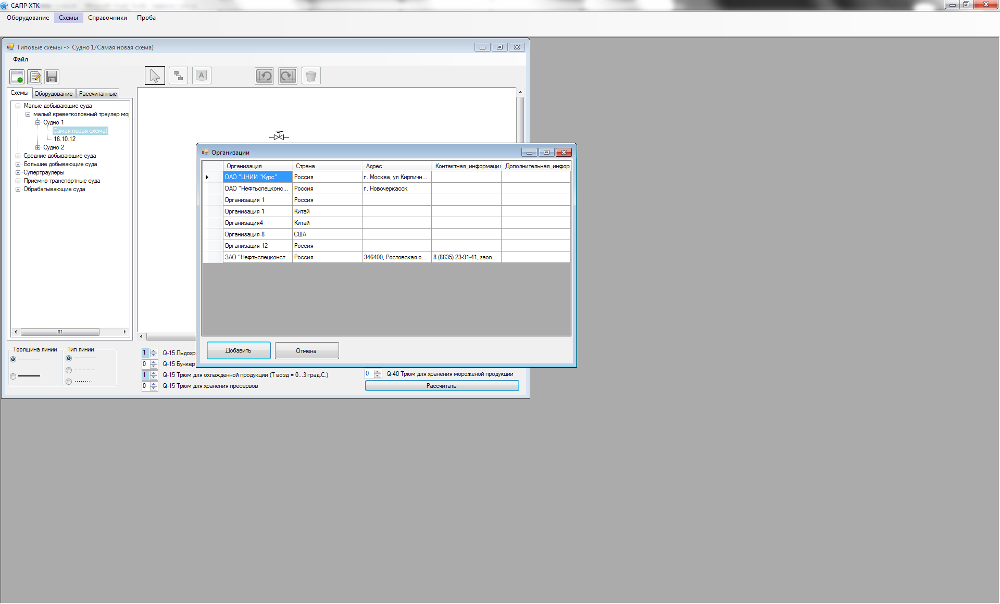 САПР ХТК
Оборудование Схемы Справочники Проба
Типовые схемы -> Судно 1/Самая новая схема)
Файл
A
Схемы Оборудование Рассчитанные
Малые добывающие суда
малый креветколовный траулер мор
Судно 1
Самая новая схема)
16.10.12
Судно 2
Средние добывающие суда
Большие добывающие суда
Супертраулеры
Приемно-транспортные суда
Обрабатывающие суда
Организации
Организация Страна Адрес Контактная_информация Дополнительная_инфор
ОАО "ЦНИИ "Курс" Россия г. Москва, ул Кирпичн...
ОАО "Нефтьспецконс... Россия г. Новочеркасск
Организация 1 Россия
Организация 1 Китай
Организация4 Китай
Организация 8 США
Организация 12 Россия
ЗАО "Нефтьспецконст... Россия 346400, Ростовская о... 8 (8635) 23-91-41, zaon...
Добавить Отмена
Тоолщина линии Тип линии
1 Q-15 Льдохр
0 Q-15 Бункер
1 Q-15 Трюм для охлажденной продукции (Т возд = 0...3 град.С.)
0 Q-40 Трюм для хранения мороженой продукции
0 Q-15 Трюм для хранения пресервов
Рассчитать